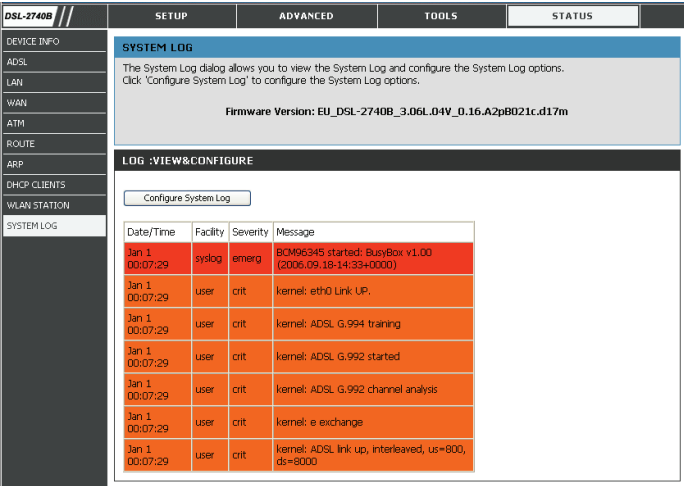 DSL-2740B // SETUP ADVANCED TOOLS STATUS
DEVICE INFO
ADSL
LAN
WAN
ATM
ROUTE
ARP
DHCP CLIENTS
WLAN STATION
SYSTEM LOG
SYSTEM LOG
The System Log dialog allows you to view the System Log and configure the System Log options.
Click 'Configure System Log' to configure the System Log options.
Firmware Version: EU_DSL-2740B_3.06L.04V_0.16.A2pB021c.d17m
LOG :VIEW&CONFIGURE
Configure System Log
Date/Time Facility Severity Message
Jan 1
00:07:29 syslog emerg BCM96345 started: BusyBox v1.00
(2006.09.18-14:33+0000)
Jan 1
00:07:29 user crit kernel: eth0 Link UP.
Jan 1
00:07:29 user crit kernel: ADSL G.994 training
Jan 1
00:07:29 user crit kernel: ADSL G.992 started
Jan 1
00:07:29 user crit kernel: ADSL G.992 channel analysis
Jan 1
00:07:29 user crit kernel: e exchange
Jan 1
00:07:29 user crit kernel: ADSL link up, interleaved, us=800,
ds=8000